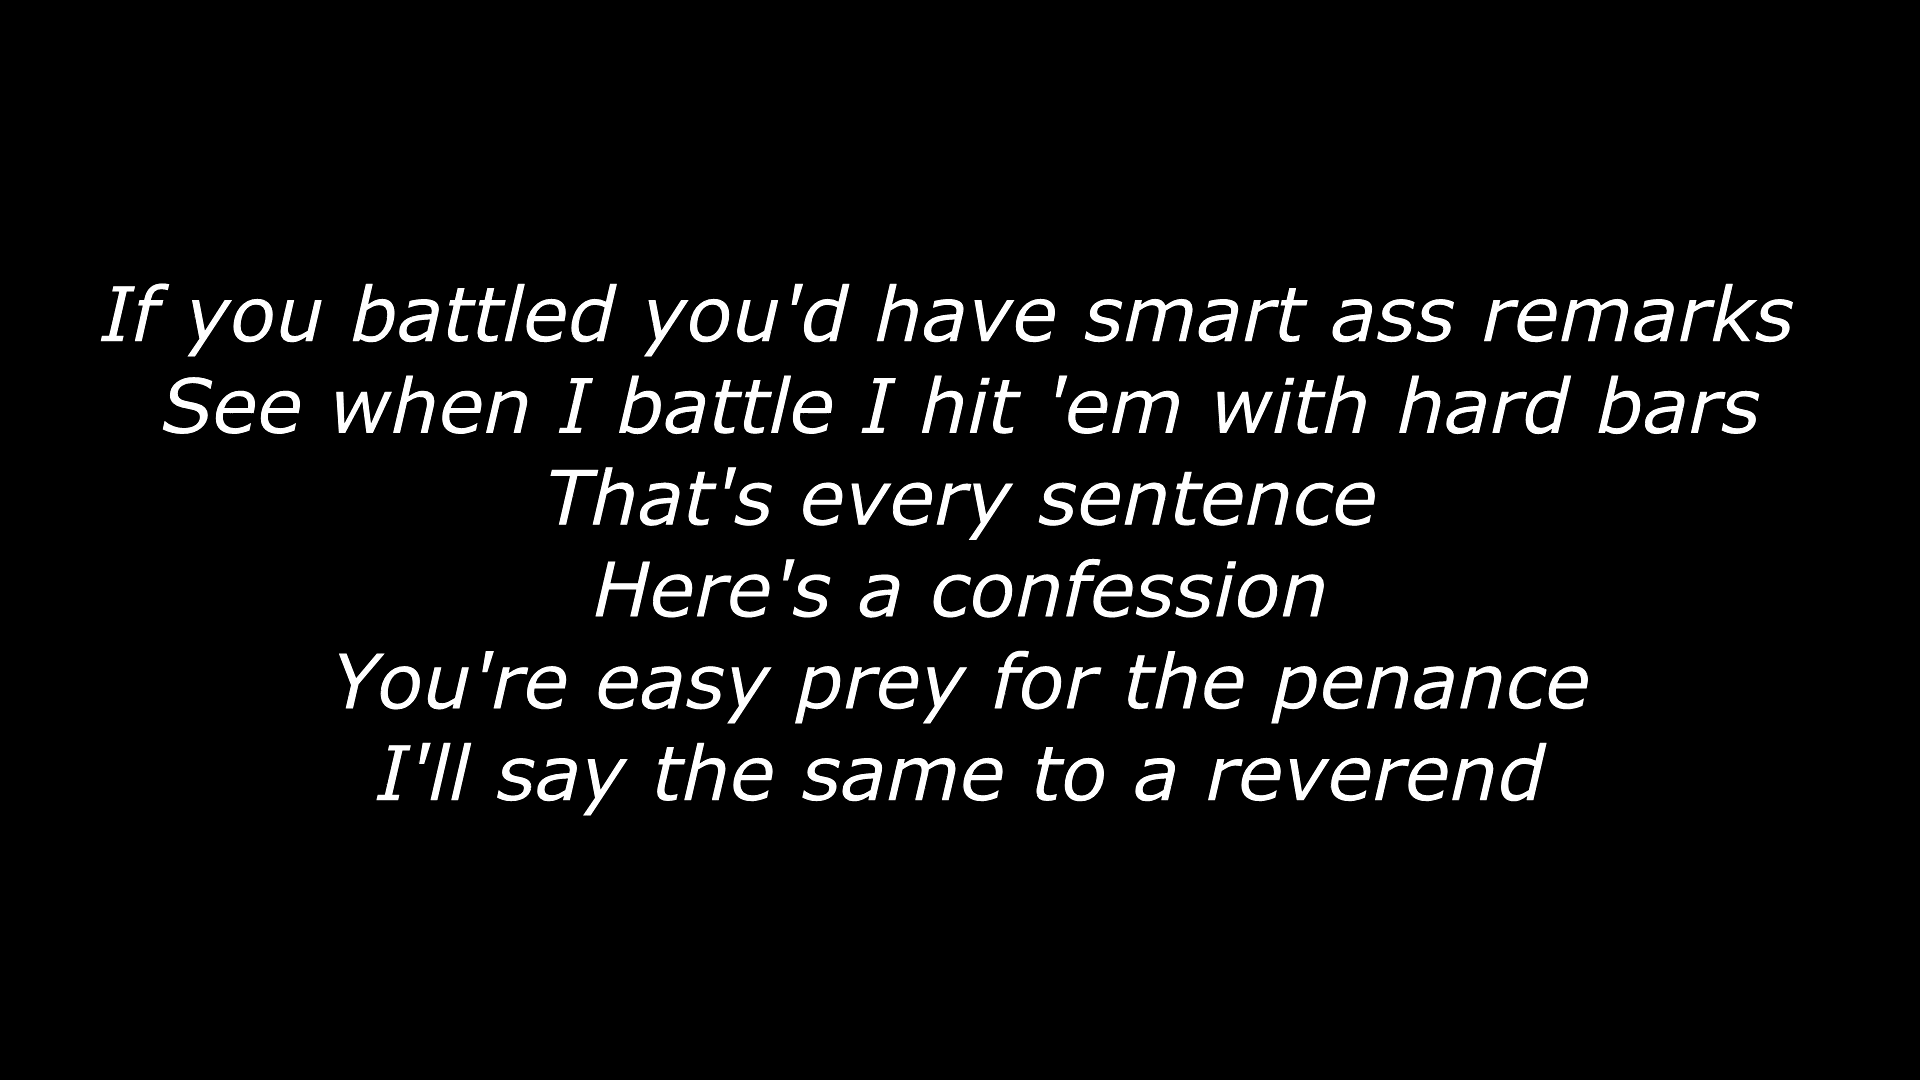 If you battled you'd have smart ass remarks
See when I battle I hit 'em with hard bars
That's every sentence
Here's a confession
You're easy prey for the penance
I'll say the same to a reverend